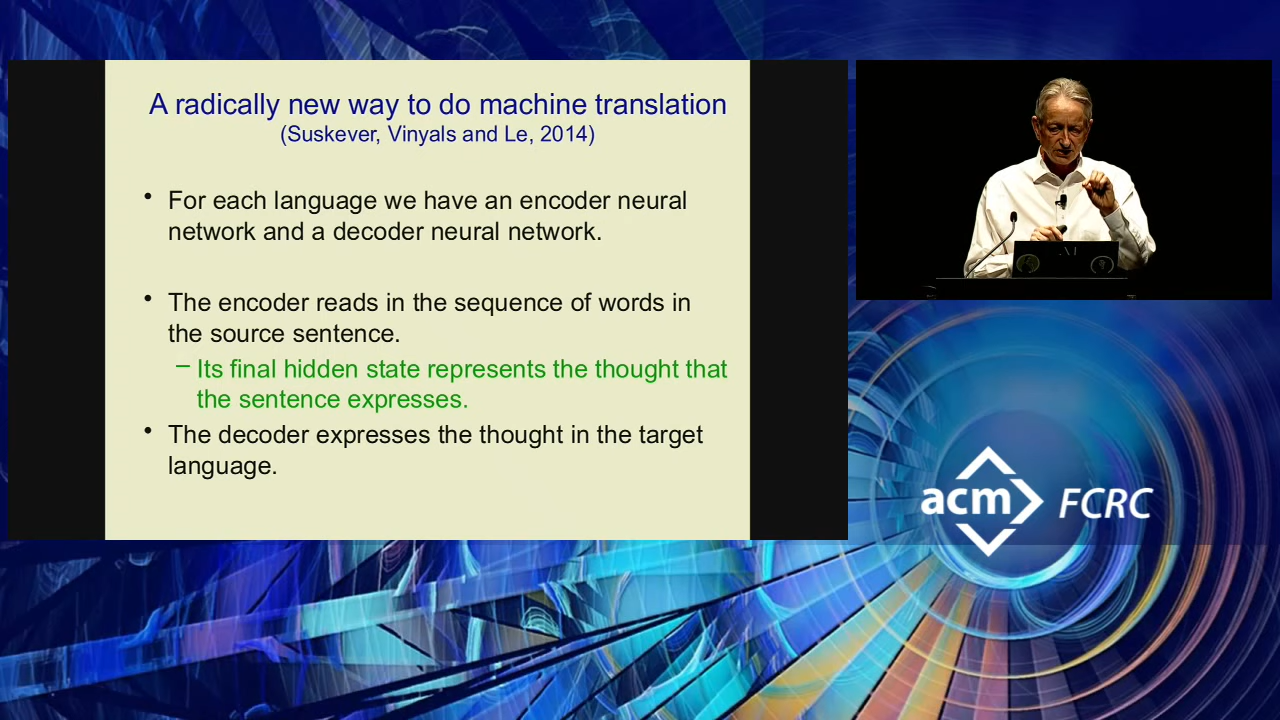 A radically new way to do machine translation
(Suskever, Vinyals and Le, 2014)
• For each language we have an encoder neural
network and a decoder neural network.
• The encoder reads in the sequence of words in
the source sentence.
– Its final hidden state represents the thought that
the sentence expresses.
• The decoder expresses the thought in the target
language.
acm FCRC